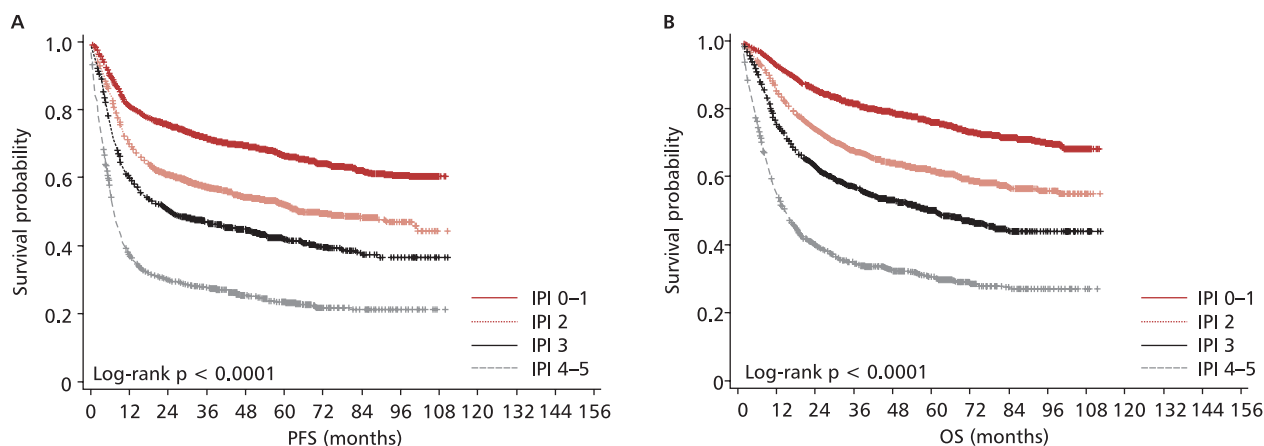 A
Survival probability
1.0
0.8
0.6
0.4
0.2
0
IPI 0–1
IPI 2
IPI 3
IPI 4–5
Log-rank p < 0.0001
0 12 24 36 48 60 72 84 96 108 120 132 144 156
PFS (months)
B
Survival probability
1.0
0.8
0.6
0.4
0.2
0
IPI 0–1
IPI 2
IPI 3
IPI 4–5
Log-rank p < 0.0001
0 12 24 36 48 60 72 84 96 108 120 132 144 156
OS (months)